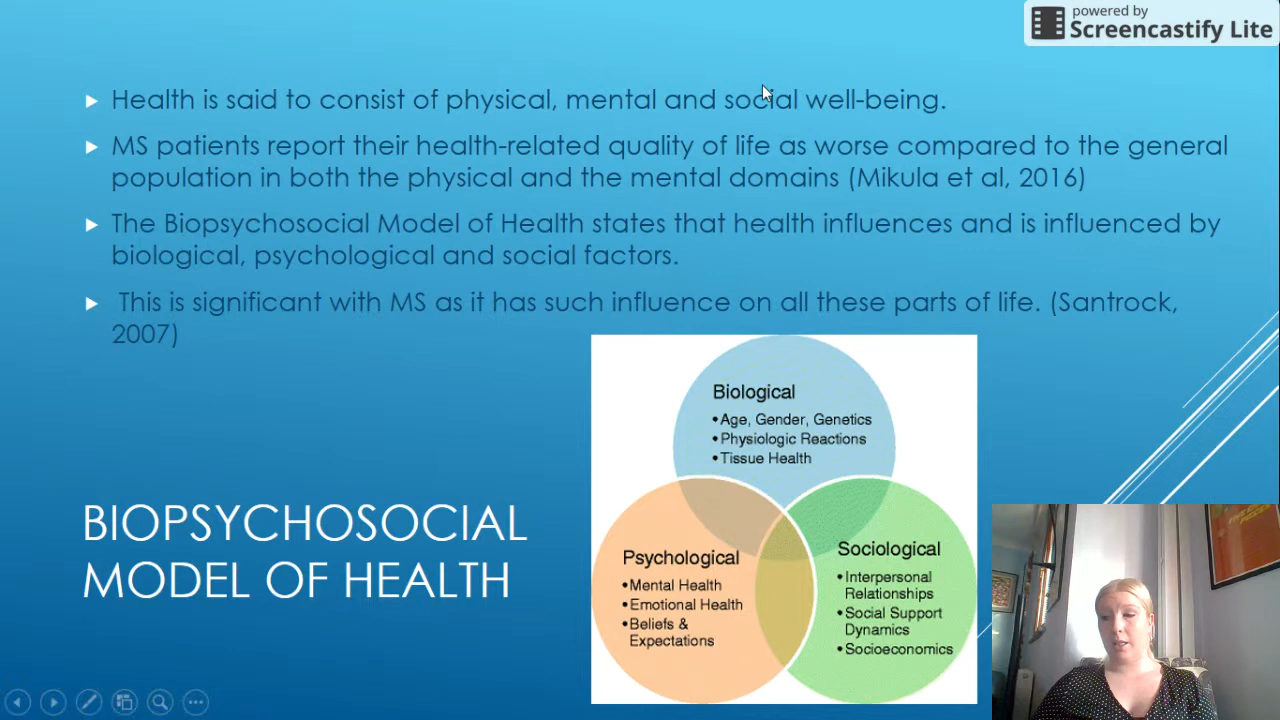 powered by
Screencastify Lite
Health is said to consist of physical, mental and social well-being.
MS patients report their health-related quality of life as worse compared to the general
population in both the physical and the mental domains (Mikula et al, 2016)
The Biopsychosocial Model of Health states that health influences and is influenced by
biological, psychological and social factors.
This is significant with MS as it has such influence on all these parts of life. (Santrock,
2007)
BIOPSYCHOSOCIAL
MODEL OF HEALTH
Biological
•Age, Gender, Genetics
•Physiologic Reactions
•Tissue Health
Psychological
•Mental Health
•Emotional Health
•Beliefs &
Expectations
Sociological
•Interpersonal
Relationships
•Social Support
Dynamics
•Socioeconomics